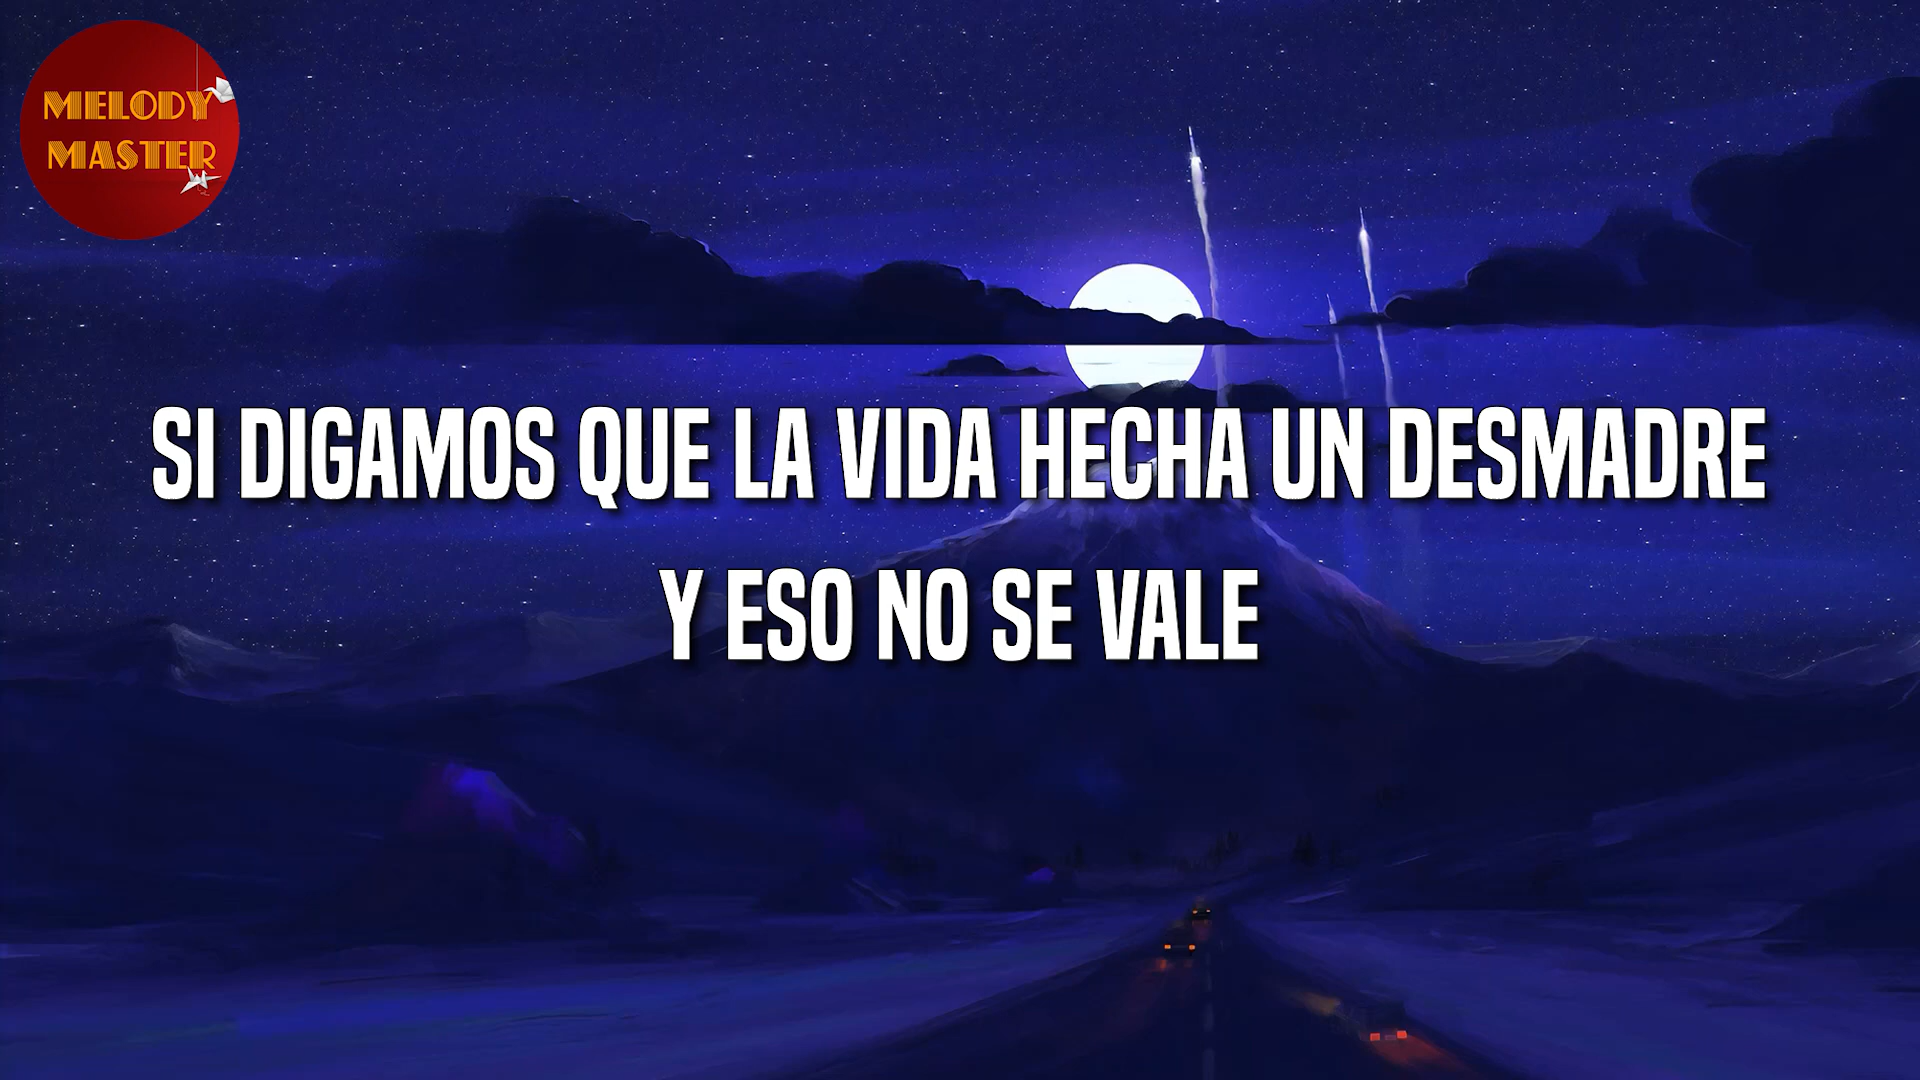 MELODY
MASTER
SI DIGAMOS QUE LA VIDA HECHA UN DESMADRE
Y ESO NO SE VALE